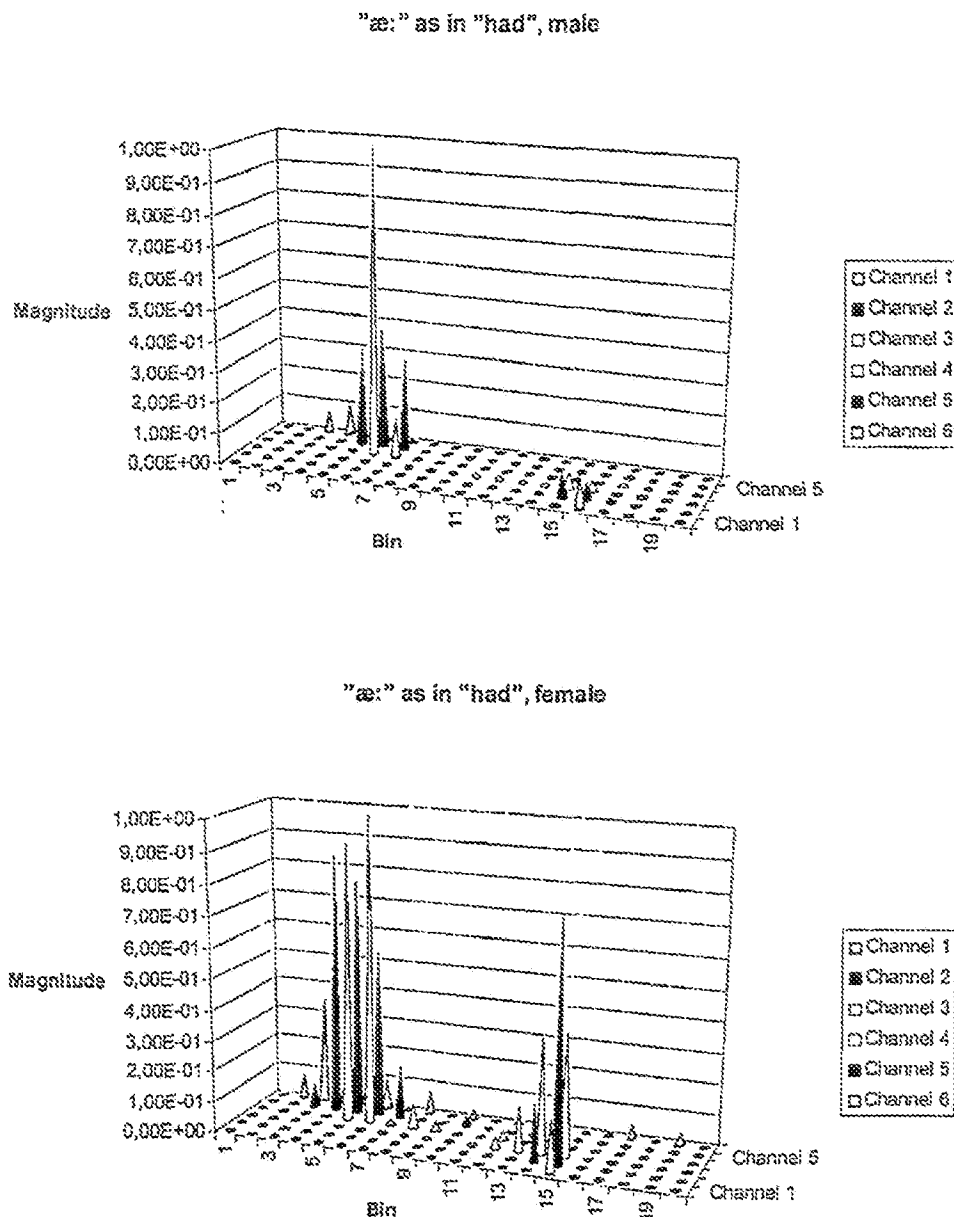 "æ:" as in "had", male
1,00E+00
9,00E-01
8,00E-01
7,00E-01
6,00E-01
Magnitude
5,00E-01
4,00E-01
3,00E-01
2,00E-01
1,00E-01
0,00E+00
1
3
5
7
9
11
13
15
17
19
Bin
Channel 5
Channel 1
Channel 1
Channel 2
Channel 3
Channel 4
Channel 5
Channel 6
"æ:" as in "had", female
1,00E+00
9,00E-01
8,00E-01
7,00E-01
6,00E-01
Magnitude
5,00E-01
4,00E-01
3,00E-01
2,00E-01
1,00E-01
0,00E+00
1
3
5
7
9
11
13
15
17
19
Bin
Channel 5
Channel 1
Channel 1
Channel 2
Channel 3
Channel 4
Channel 5
Channel 6